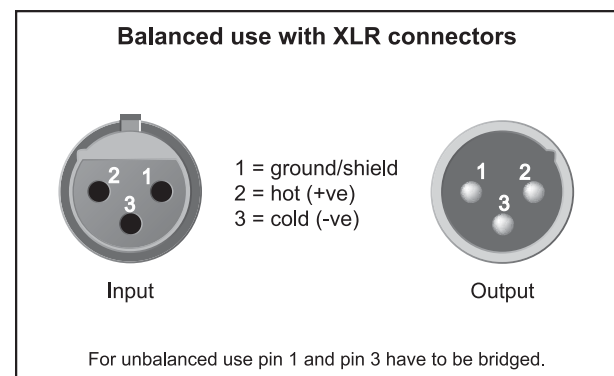 Balanced use with XLR connectors
2 1
3
Input
1 = ground/shield
2 = hot (+ve)
3 = cold (-ve)
1 2
3
Output
For unbalanced use pin 1 and pin 3 have to be bridged.